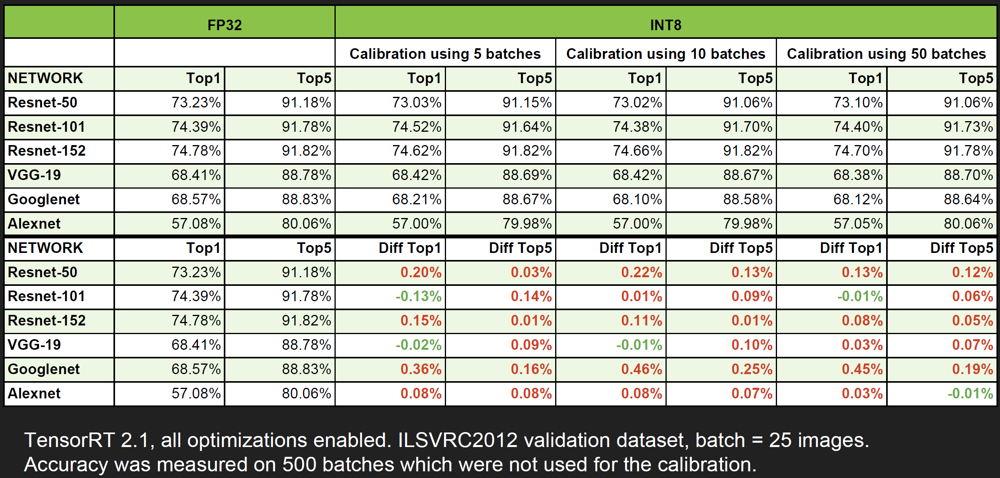 FP32 INT8
Calibration using 5 batches Calibration using 10 batches Calibration using 50 batches
NETWORK Top1 Top5 Top1 Top5 Top1 Top5 Top1 Top5
Resnet-50 73.23% 91.18% 73.03% 91.15% 73.02% 91.06% 73.10% 91.06%
Resnet-101 74.39% 91.78% 74.52% 91.64% 74.38% 91.70% 74.40% 91.73%
Resnet-152 74.78% 91.82% 74.62% 91.82% 74.66% 91.82% 74.70% 91.78%
VGG-19 68.41% 88.78% 68.42% 88.69% 68.42% 88.67% 68.38% 88.70%
Googlenet 68.57% 88.83% 68.21% 88.67% 68.10% 88.58% 68.12% 88.64%
Alexnet 57.08% 80.06% 57.00% 79.98% 57.00% 79.98% 57.05% 80.06%
NETWORK Top1 Top5 Diff Top1 Diff Top5 Diff Top1 Diff Top5 Diff Top1 Diff Top5
Resnet-50 73.23% 91.18% 0.20% 0.03% 0.22% 0.13% 0.13% 0.12%
Resnet-101 74.39% 91.78% -0.13% 0.14% 0.01% 0.09% -0.01% 0.06%
Resnet-152 74.78% 91.82% 0.15% 0.01% 0.11% 0.01% 0.08% 0.05%
VGG-19 68.41% 88.78% -0.02% 0.09% -0.01% 0.10% 0.03% 0.07%
Googlenet 68.57% 88.83% 0.36% 0.16% 0.46% 0.25% 0.45% 0.19%
Alexnet 57.08% 80.06% 0.08% 0.08% 0.08% 0.07% 0.03% -0.01%
TensorRT 2.1, all optimizations enabled. ILSVRC2012 validation dataset, batch = 25 images.
Accuracy was measured on 500 batches which were not used for the calibration.